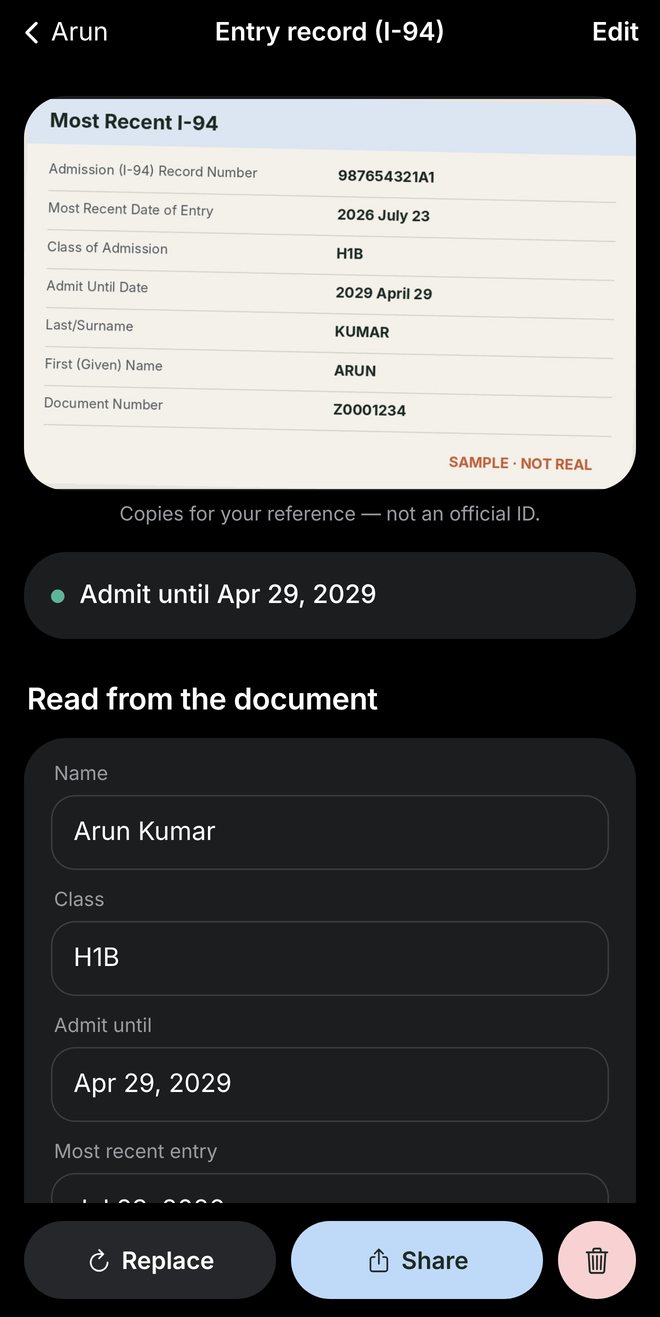 Arun
Entry record (I-94)
Edit
Most Recent I-94
Admission (I-94) Record Number 987654321A1
Most Recent Date of Entry 2026 July 23
Class of Admission H1B
Admit Until Date 2029 April 29
Last/Surname KUMAR
First (Given) Name ARUN
Document Number Z0001234
SAMPLE · NOT REAL
Copies for your reference — not an official ID.
Admit until Apr 29, 2029
Read from the document
Name
Arun Kumar
Class
H1B
Admit until
Apr 29, 2029
Most recent entry
Replace
Share